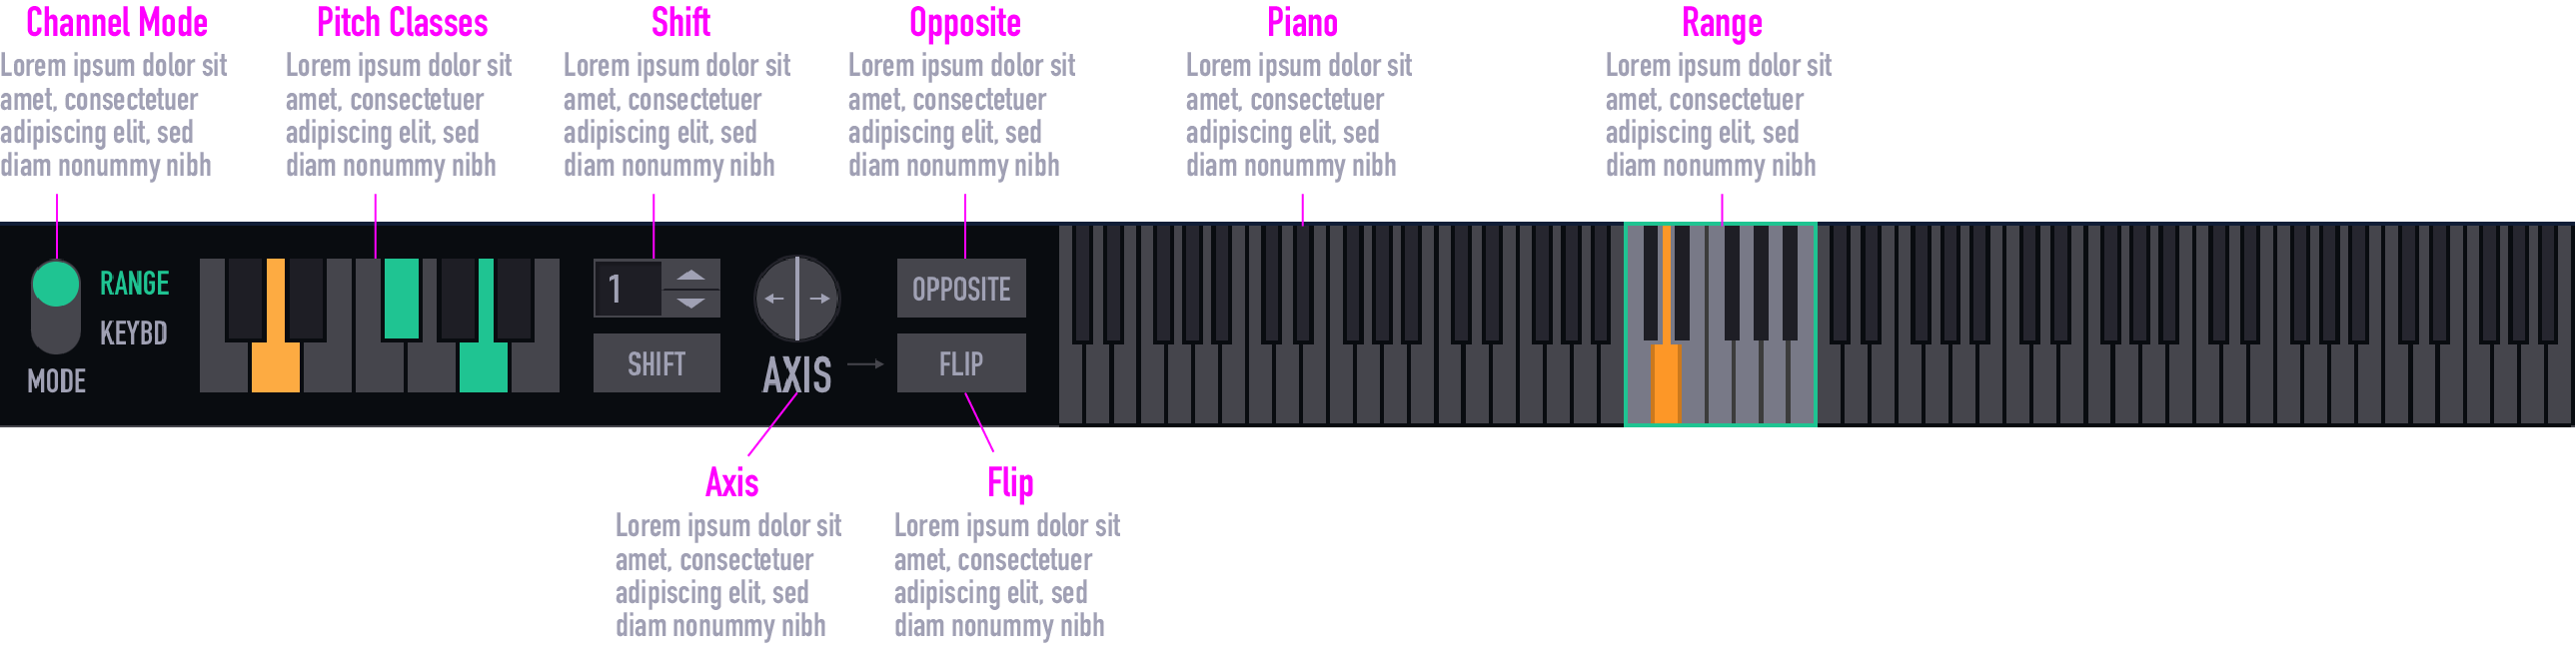 Channel Mode
Lorem ipsum dolor sit
amet, consectetuer
adipiscing elit, sed
diam nonummy nibh
Pitch Classes
Lorem ipsum dolor sit
amet, consectetuer
adipiscing elit, sed
diam nonummy nibh
Shift
Lorem ipsum dolor sit
amet, consectetuer
adipiscing elit, sed
diam nonummy nibh
Opposite
Lorem ipsum dolor sit
amet, consectetuer
adipiscing elit, sed
diam nonummy nibh
Piano
Lorem ipsum dolor sit
amet, consectetuer
adipiscing elit, sed
diam nonummy nibh
Range
Lorem ipsum dolor sit
amet, consectetuer
adipiscing elit, sed
diam nonummy nibh
RANGE
KEYBD
MODE
1
SHIFT
AXIS
OPPOSITE
FLIP
Axis
Lorem ipsum dolor sit
amet, consectetuer
adipiscing elit, sed
diam nonummy nibh
Flip
Lorem ipsum dolor sit
amet, consectetuer
adipiscing elit, sed
diam nonummy nibh